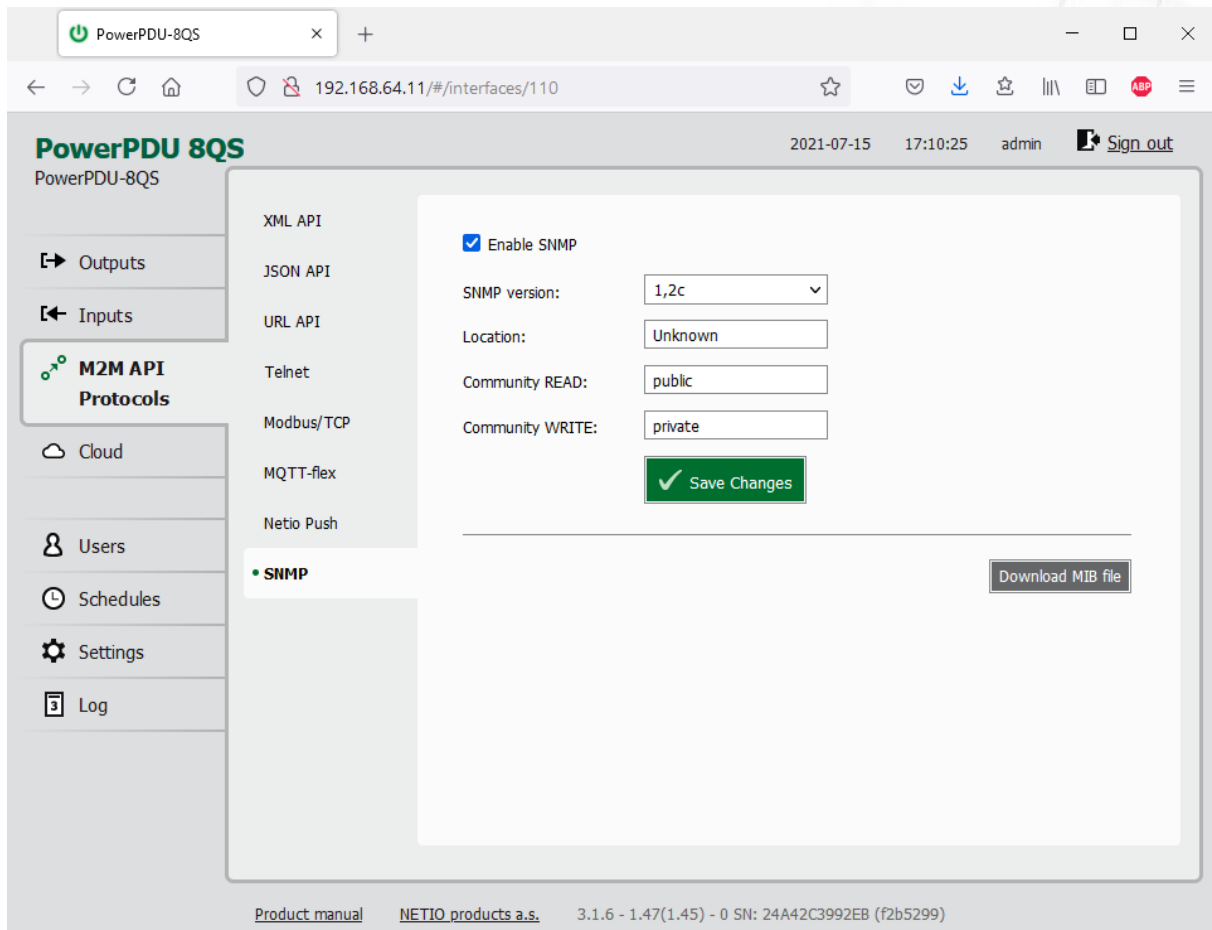 PowerPDU-8QS
192.168.64.11/#/interfaces/110
ABP
PowerPDU 8QS
2021-07-15 17:10:25 admin Sign out
PowerPDU-8QS
Outputs
Inputs
M2M API
Protocols
Cloud
Users
Schedules
Settings
3 Log
XML API
JSON API
URL API
Telnet
Modbus/TCP
MQTT-flex
Netio Push
• SNMP
Enable SNMP
SNMP version: 1,2c
Location: Unknown
Community READ: public
Community WRITE: private
Save Changes
Download MIB file
Product manual NETIO products a.s. 3.1.6 - 1.47(1.45) - 0 SN: 24A42C3992EB (f2b5299)